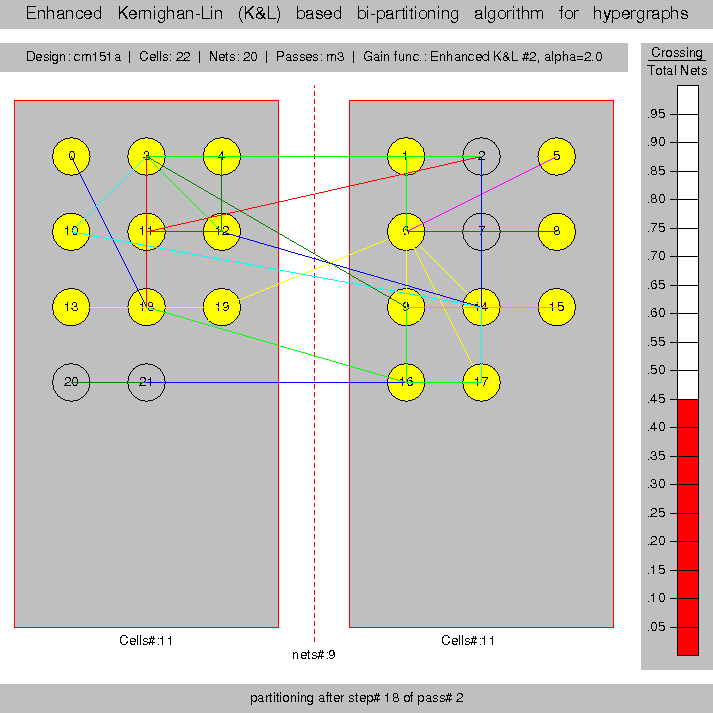 Enhanced Kernighan-Lin (K&L) based bi-partitioning algorithm for hypergraphs
Design: cm151a | Cells: 22 | Nets: 20 | Passes: m3 | Gain func.: Enhanced K&L #2, alpha=2.0
Crossing
Total Nets
.95
.90
.85
.80
.75
.70
.65
.60
.55
.50
.45
.40
.35
.30
.25
.20
.15
.10
.05
0 3 4 1 2 5
10 11 12 6 7 8
13 18 19 9 14 15
20 21 16 17
Cells#:11
Cells#:11
nets#:9
partitioning after step# 18 of pass# 2